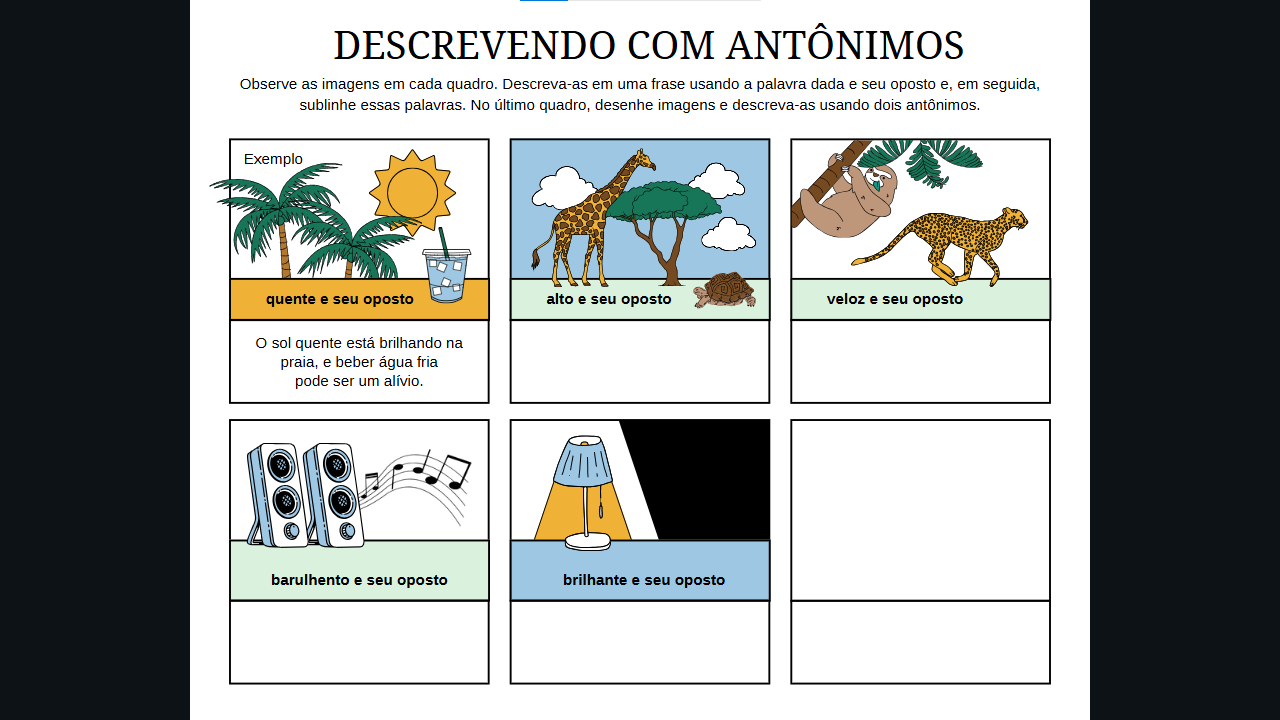 DESCREVENDO COM ANTÔNIMOS
Observe as imagens em cada quadro. Descreva-as em uma frase usando a palavra dada e seu oposto e, em seguida,
sublinhe essas palavras. No último quadro, desenhe imagens e descreva-as usando dois antônimos.
Exemplo
quente e seu oposto
O sol quente está brilhando na
praia, e beber água fria
pode ser um alívio.
alto e seu oposto
veloz e seu oposto
barulhento e seu oposto
brilhante e seu oposto